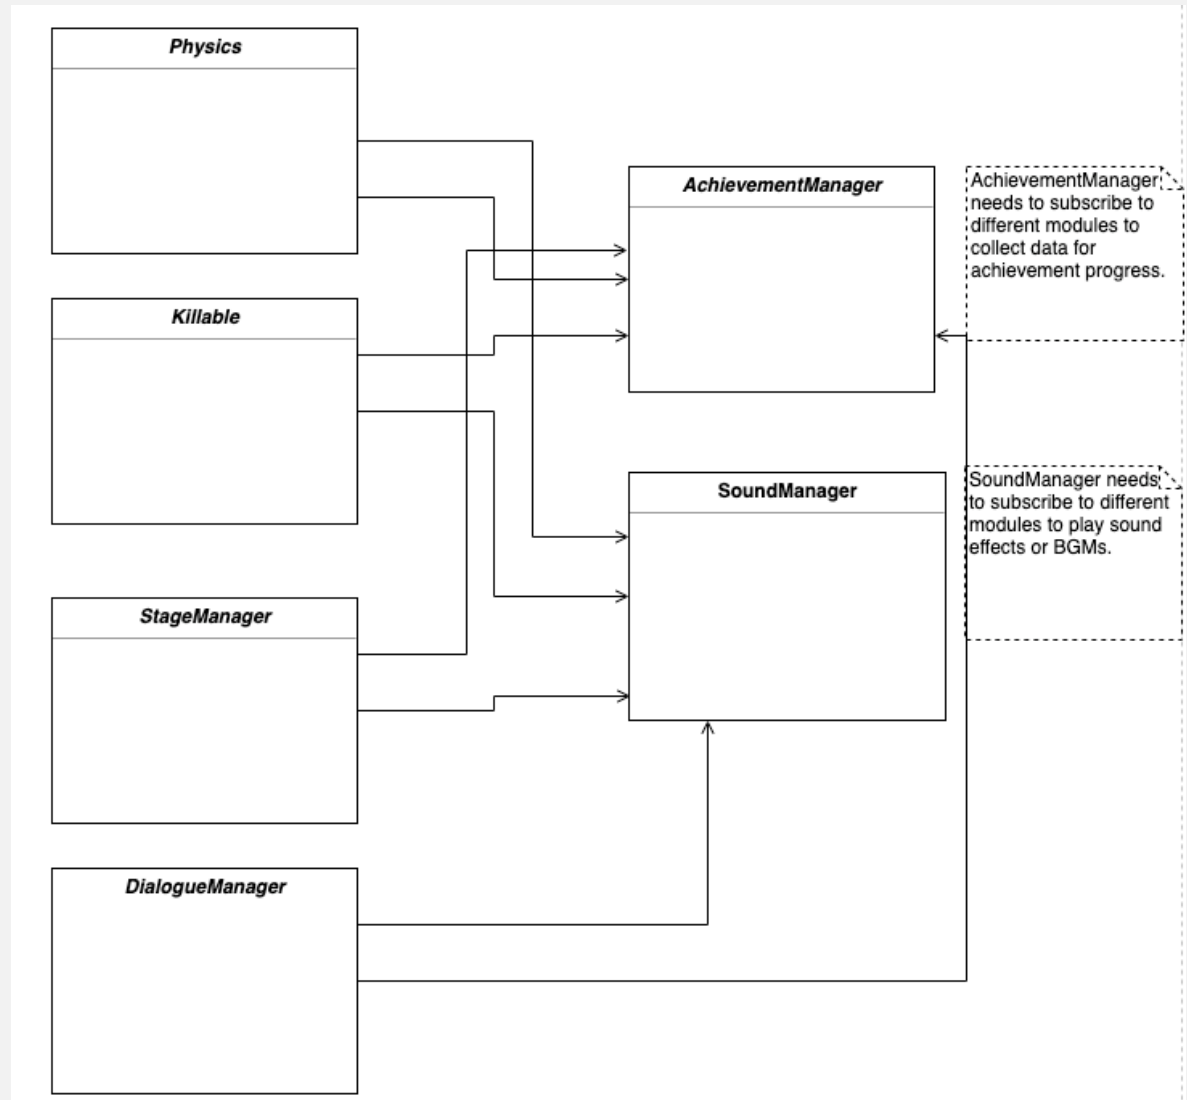 Physics
AchievementManager
AchievementManager
needs to subscribe to
different modules to
collect data for
achievement progress.
Killable
SoundManager
SoundManager needs
to subscribe to different
modules to play sound
effects or BGMs.
StageManager
DialogueManager